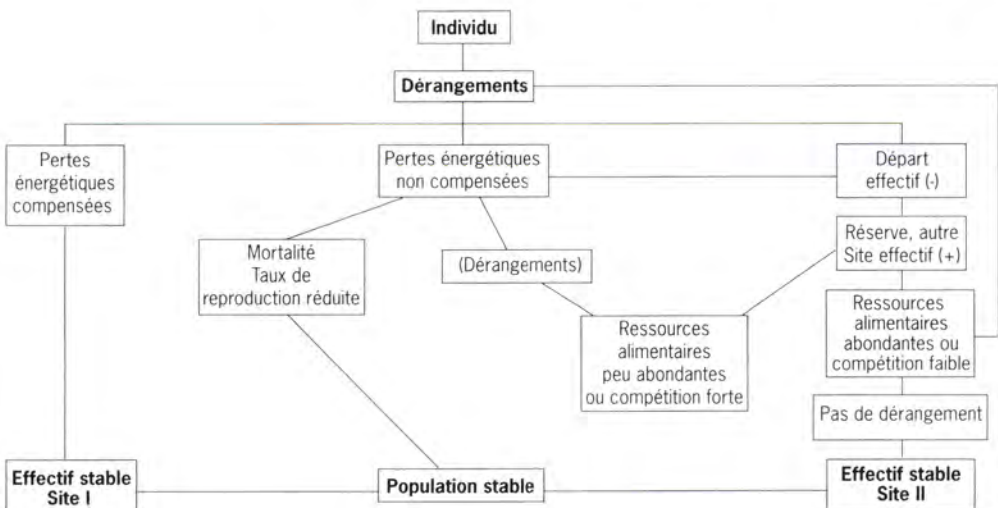 Individu
Dérangements
Pertes
énergétiques
compensées
Pertes énergétiques
non compensées
Départ
effectif (-)
Mortalité
Taux de
reproduction réduite
(Dérangements)
Réserve, autre
Site effectif (+)
Ressources
alimentaires
peu abondantes
ou compétition forte
Ressources
alimentaires
abondantes ou
compétition faible
Pas de dérangement
Effectif stable
Site I
Population stable
Effectif stable
Site II